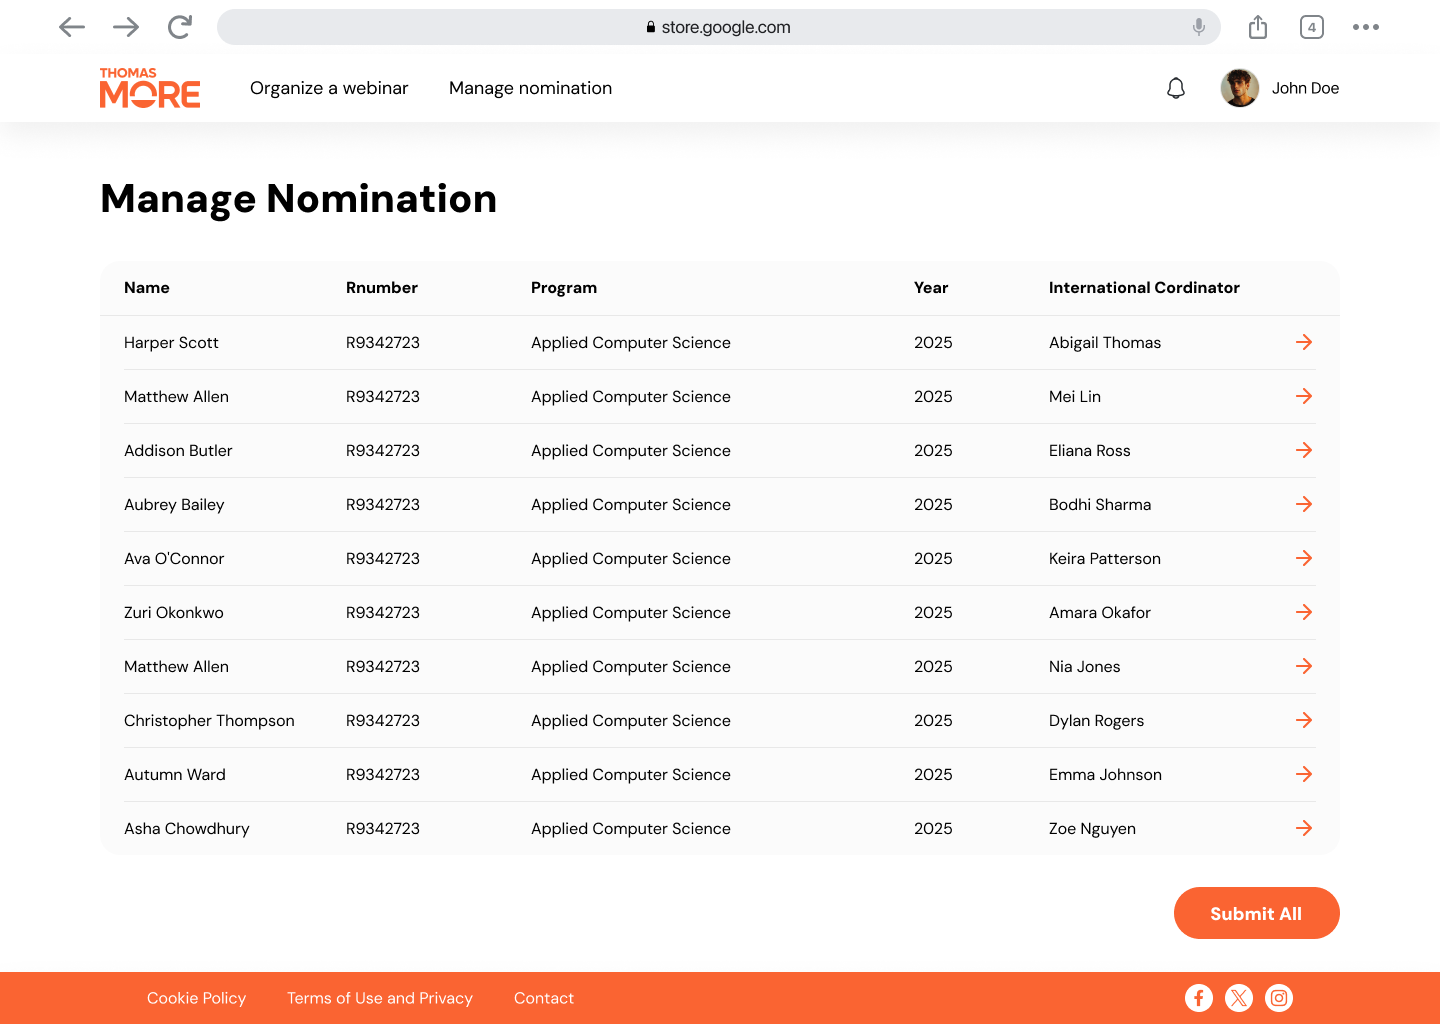 store.google.com
4
THOMAS
MORE
Organize a webinar
Manage nomination
John Doe
Manage Nomination
Name Rnumber Program Year International Cordinator
Harper Scott R9342723 Applied Computer Science 2025 Abigail Thomas
Matthew Allen R9342723 Applied Computer Science 2025 Mei Lin
Addison Butler R9342723 Applied Computer Science 2025 Eliana Ross
Aubrey Bailey R9342723 Applied Computer Science 2025 Bodhi Sharma
Ava O'Connor R9342723 Applied Computer Science 2025 Keira Patterson
Zuri Okonkwo R9342723 Applied Computer Science 2025 Amara Okafor
Matthew Allen R9342723 Applied Computer Science 2025 Nia Jones
Christopher Thompson R9342723 Applied Computer Science 2025 Dylan Rogers
Autumn Ward R9342723 Applied Computer Science 2025 Emma Johnson
Asha Chowdhury R9342723 Applied Computer Science 2025 Zoe Nguyen
Submit All
Cookie Policy
Terms of Use and Privacy
Contact